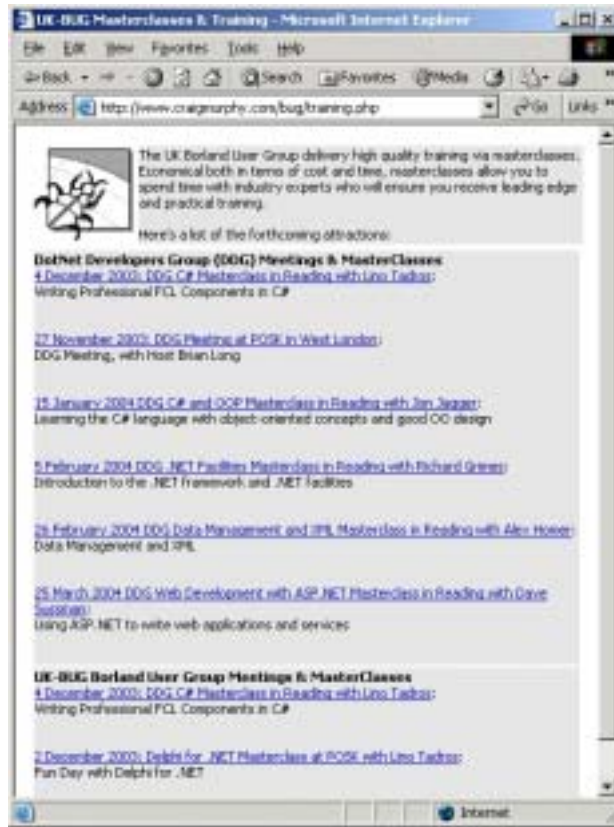 UK-BUG Masterclasses & Training - Microsoft Internet Explorer
File Edit View Favorites Tools Help
Back Search Favorites Media
Address http://www.craigmurphy.com/bug/training.php Go Links »
The UK Borland User Group delivery high quality training via masterclasses.
Economical both in terms of cost and time, masterclasses allow you to
spend time with industry experts who will ensure you receive leading edge
and practical training.
Here's a list of the forthcoming attractions:
DotNet Developers Group (DDG) Meetings & MasterClasses
4 December 2003: DDG C# Masterclass in Reading with Lino Tadros:
Writing Professional FCL Components in C#
27 November 2003: DDG Meeting at POSK in West London:
DDG Meeting, with Host Brian Long
15 January 2004 DDG C# and OOP Masterclass in Reading with Jon Jagger:
Learning the C# language with object-oriented concepts and good OO design
5 February 2004 DDG .NET Facilities Masterclass in Reading with Richard Grimes:
Introduction to the .NET framework and .NET facilities
26 February 2004 DDG Data Management and XML Masterclass in Reading with Alex Homer:
Data Management and XML
25 March 2004 DDG Web Development with ASP.NET Masterclass in Reading with Dave
Sussman:
Using ASP.NET to write web applications and services
UK-BUG Borland User Group Meetings & MasterClasses
4 December 2003: DDG C# Masterclass in Reading with Lino Tadros:
Writing Professional FCL Components in C#
2 December 2003: Delphi for .NET Masterclass at POSK with Lino Tadros:
Fun Day with Delphi for .NET
Internet